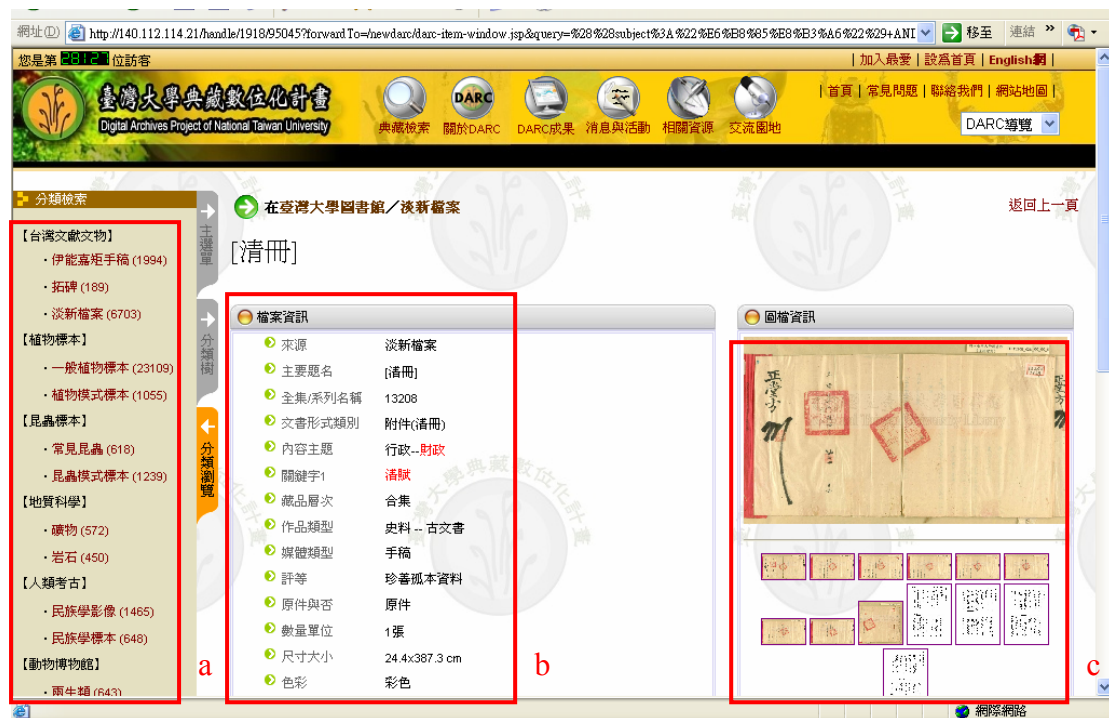 網址(D) http://140.112.114.21/handle/1918/95045?forwardTo=/newdarc/darc-item-window.jsp&query=%28%28subject%3A%22%E6%B8%85%E8%B3%A6%22%29+ANI 移至 連結 »
您是第 位訪客 | 加入最愛 | 設為首頁 | English網 |
臺灣大學典藏數位化計畫
Digital Archives Project of National Taiwan University
典藏檢索 關於DARC DARC成果 消息與活動 相關資源 交流園地
DARC
| 首頁 | 常見問題 | 聯絡我們 | 網站地圖 |
DARC導覽
分類檢索
【台灣文獻文物】
・伊能嘉矩手稿 (1994)
・拓碑 (189)
・淡新檔案 (6703)
【植物標本】
・一般植物標本 (23109)
・植物模式標本 (1055)
【昆蟲標本】
・常見昆蟲 (618)
・昆蟲模式標本 (1239)
【地質科學】
・礦物 (572)
・岩石 (450)
【人類考古】
・民族學影像 (1465)
・民族學標本 (648)
【動物博物館】
・兩生類 (643)
a
主選單
分類樹
分類瀏覽
在臺灣大學圖書館／淡新檔案
返回上一頁
[清冊]
檔案資訊
來源 淡新檔案
主要題名 [清冊]
全集/系列名稱 13208
文書形式類別 附件(清冊)
內容主題 行政--財政
關鍵字1 清賦
藏品層次 合集
作品類型 史料 -- 古文書
媒體類型 手稿
評等 珍善孤本資料
原件與否 原件
數量單位 1張
尺寸大小 24.4x387.3 cm
色彩 彩色
b
圖檔資訊
正堂方
正堂方
c
網際網路